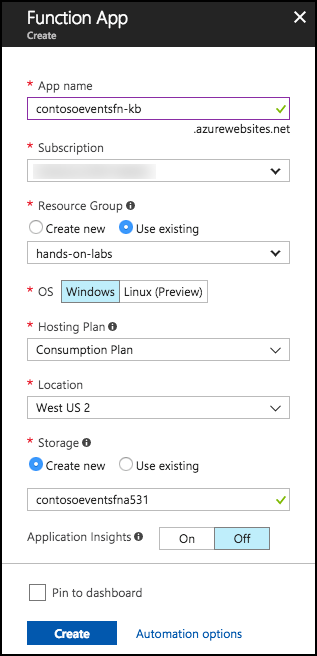 Function App
Create
* App name
contosoeventsfn-kb
.azurewebsites.net
* Subscription
* Resource Group
Create new Use existing
hands-on-labs
* OS Windows Linux (Preview)
* Hosting Plan
Consumption Plan
* Location
West US 2
* Storage
Create new Use existing
contosoeventsfna531
Application Insights On Off
Pin to dashboard
Create Automation options